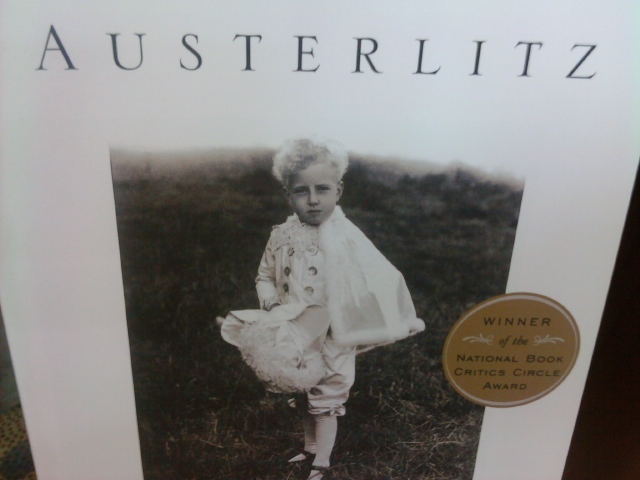 AUSTERLITZ
WINNER
of the
NATIONAL BOOK
CRITICS CIRCLE
AWARD